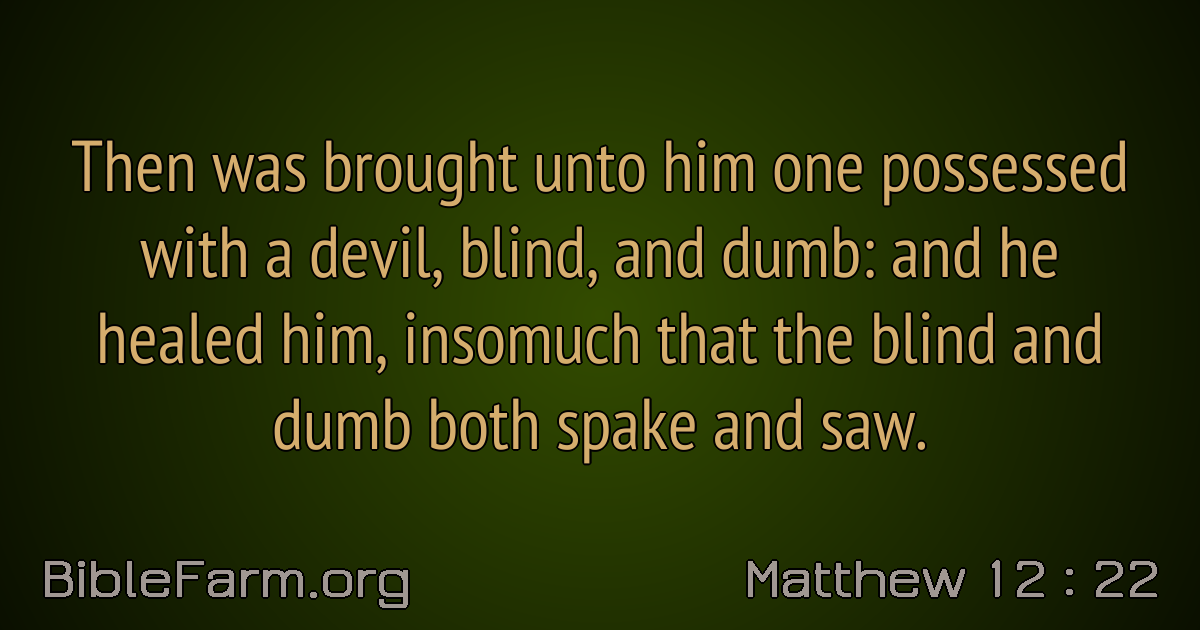 Then was brought unto him one possessed
with a devil, blind, and dumb: and he
healed him, insomuch that the blind and
dumb both spake and saw.
BibleFarm.org
Matthew 12 : 22